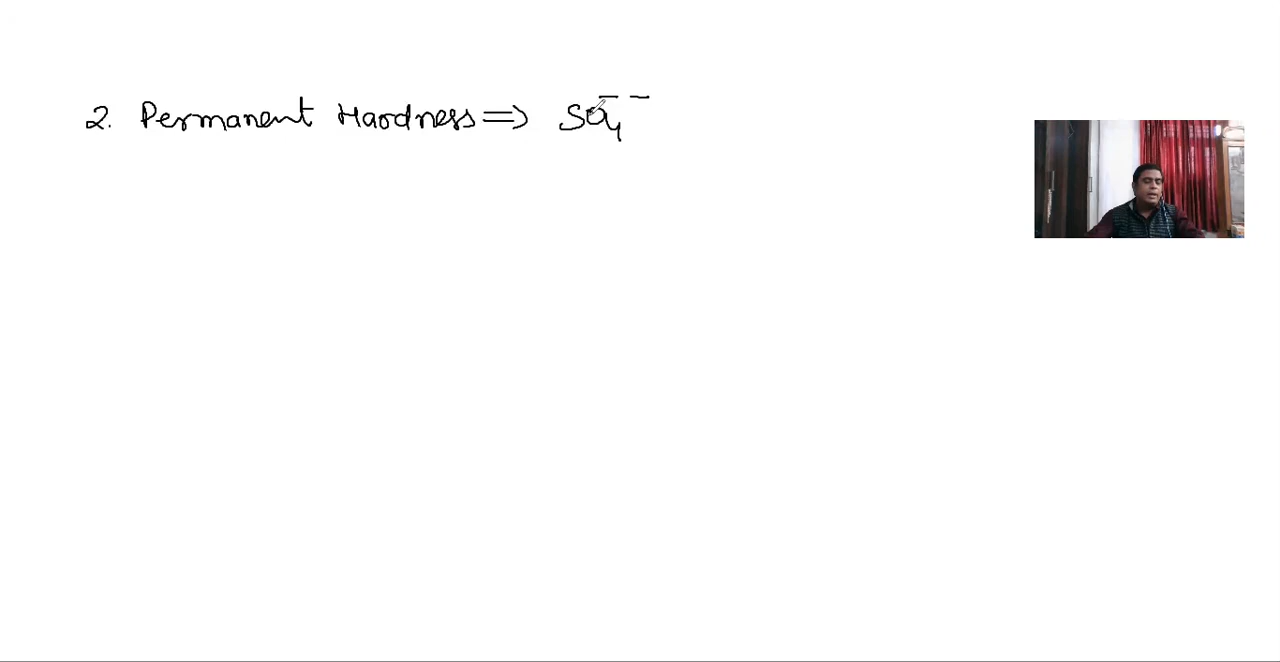 2. Permanent Hardness ⇒ SO₄⁻⁻